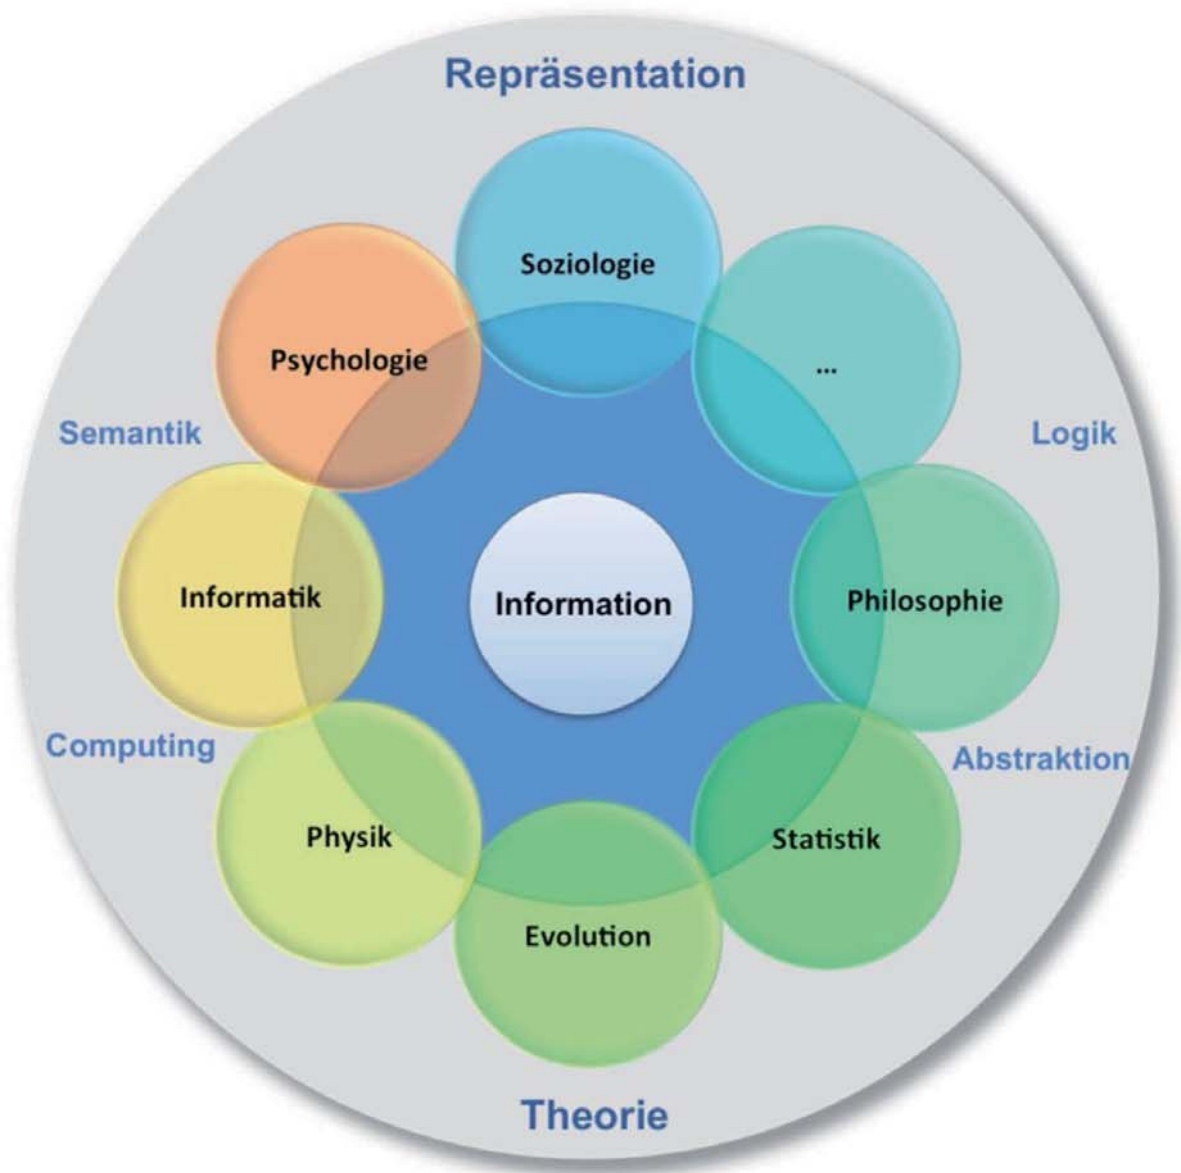 Repräsentation
Soziologie
Psychologie
...
Semantik
Logik
Informatik
Information
Philosophie
Computing
Abstraktion
Physik
Statistik
Evolution
Theorie